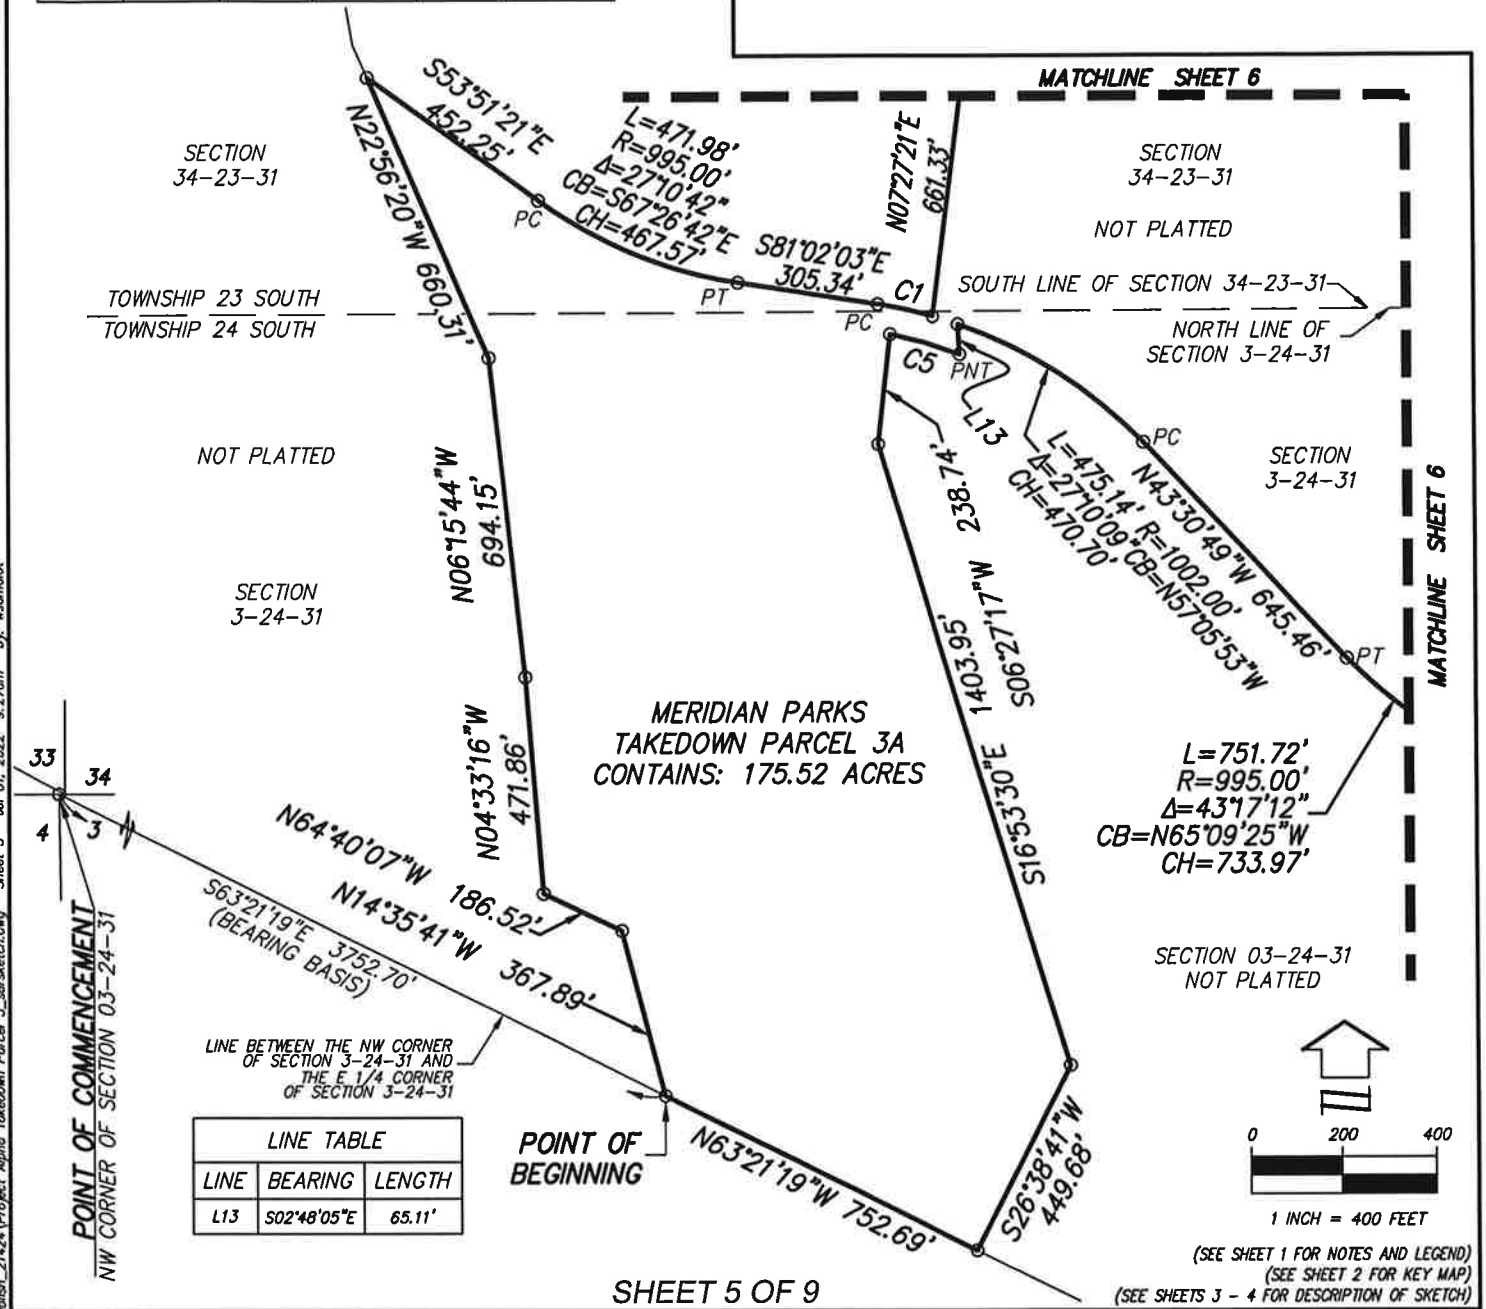 MATCHLINE SHEET 6
S53°51'21"E
452.25'
L=471.98'
R=995.00'
Δ=27°10'42"
CB=S67°26'42"E
CH=467.57'
N07°27'21"E
661.33'
SECTION
34-23-31
SECTION
34-23-31
NOT PLATTED
N22°56'20"W 660.31'
PC
S81°02'03"E
305.34'
PT
C1
PC
SOUTH LINE OF SECTION 34-23-31
TOWNSHIP 23 SOUTH
TOWNSHIP 24 SOUTH
NORTH LINE OF
SECTION 3-24-31
C5
PNT
L13
PC
NOT PLATTED
SECTION
3-24-31
N06°15'44"W
694.15'
S06°27'17"W 238.74'
L=475.14' R=1002.00'
Δ=27°10'09" CB=N57°05'53"W
CH=470.70'
N43°30'49"W 645.46'
PT
MATCHLINE SHEET 6
SECTION
3-24-31
S16°53'30"E 1403.95'
MERIDIAN PARKS
TAKEDOWN PARCEL 3A
CONTAINS: 175.52 ACRES
N04°33'16"W
471.86'
L=751.72'
R=995.00'
Δ=43°17'12"
CB=N65°09'25"W
CH=733.97'
33
34
4
3
N64°40'07"W 186.52'
N14°35'41"W 367.89'
S63°21'19"E 3752.70'
(BEARING BASIS)
POINT OF COMMENCEMENT
NW CORNER OF SECTION 03-24-31
SECTION 03-24-31
NOT PLATTED
LINE BETWEEN THE NW CORNER
OF SECTION 3-24-31 AND
THE E 1/4 CORNER
OF SECTION 3-24-31
LINE TABLE
LINE BEARING LENGTH
L13 S02°48'05"E 65.11'
POINT OF
BEGINNING
N63°21'19"W 752.69'
S26°38'41"W
449.68'
0 200 400
1 INCH = 400 FEET
(SEE SHEET 1 FOR NOTES AND LEGEND)
(SEE SHEET 2 FOR KEY MAP)
(SEE SHEETS 3 - 4 FOR DESCRIPTION OF SKETCH)
SHEET 5 OF 9